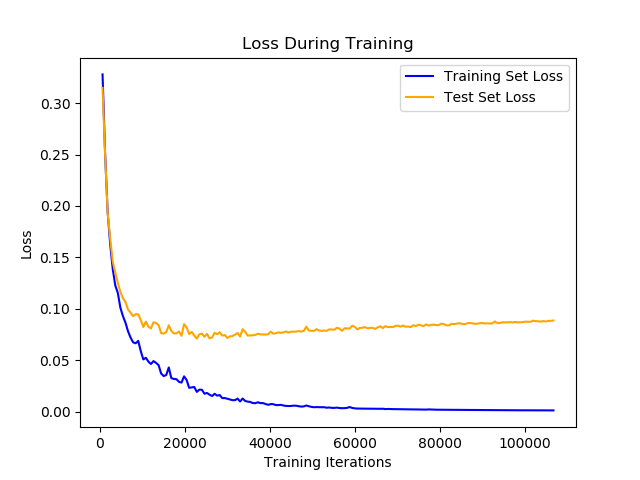 Loss During Training
Training Set Loss
Test Set Loss
0.30
0.25
0.20
0.15
0.10
0.05
0.00
Loss
0
20000
40000
60000
80000
100000
Training Iterations